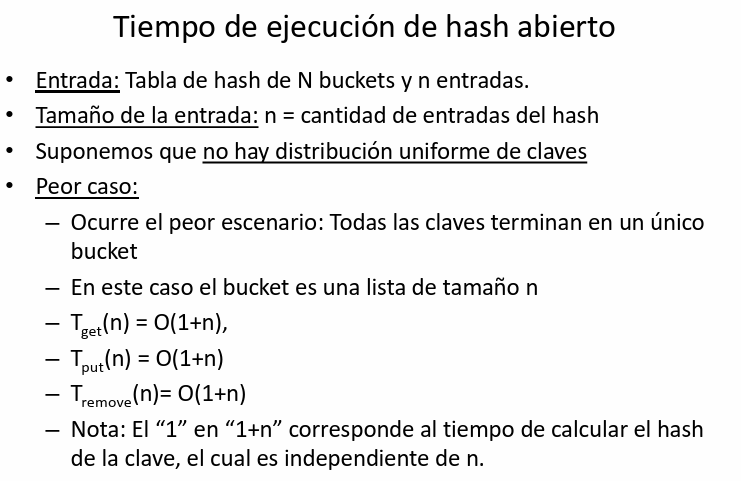 Tiempo de ejecución de hash abierto
• Entrada: Tabla de hash de N buckets y n entradas.
• Tamaño de la entrada: n = cantidad de entradas del hash
• Suponemos que no hay distribución uniforme de claves
• Peor caso:
– Ocurre el peor escenario: Todas las claves terminan en un único
bucket
– En este caso el bucket es una lista de tamaño n
– Tget(n) = O(1+n),
– Tput(n) = O(1+n)
– Tremove(n)= O(1+n)
– Nota: El “1” en “1+n” corresponde al tiempo de calcular el hash
de la clave, el cual es independiente de n.